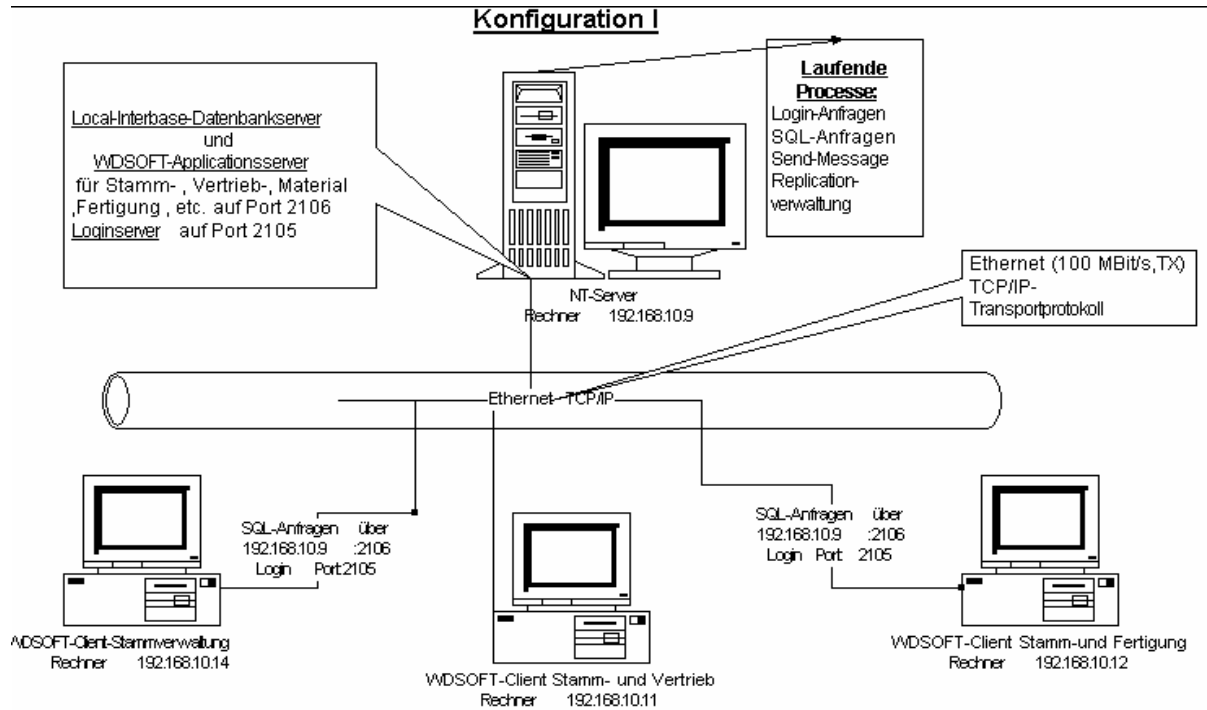 Konfiguration I
Local-Interbase-Datenbankserver
und
WDSOFT-Applicationsserver
für Stamm- , Vertrieb-, Material
,Fertigung , etc. auf Port 2106
Loginserver auf Port 2105
Laufende
Processe:
Login-Anfragen
SQL-Anfragen
Send-Message
Replication-
verwaltung
NT-Server
Rechner 192.168.10.9
Ethernet (100 MBit/s,TX)
TCP/IP-
Transportprotokoll
Ethernet- TCP/IP
SQL-Anfragen über
192.168.10.9 :2106
Login Port:2105
SQL-Anfragen über
192.168.10.9 :2106
Login Port 2105
WDSOFT-Client-Stammverwaltung
Rechner 192.168.10.14
WDSOFT-Client Stamm- und Vertrieb
Rechner 192.168.10.11
WDSOFT-Client Stamm-und Fertigung
Rechner 192.168.10.12